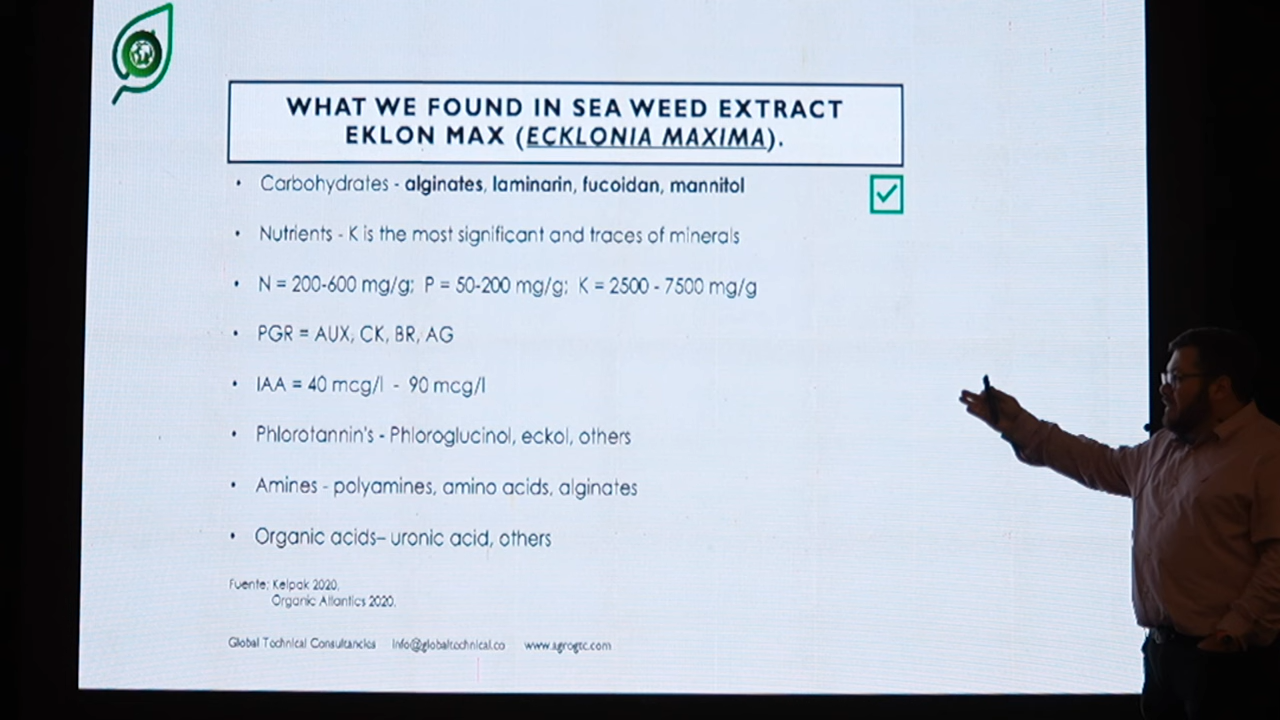 WHAT WE FOUND IN SEA WEED EXTRACT
EKLON MAX (ECKLONIA MAXIMA).
• Carbohydrates - alginates, laminarin, fucoidan, mannitol
• Nutrients - K is the most significant and traces of minerals
• N = 200-600 mg/g; P = 50-200 mg/g; K = 2500 - 7500 mg/g
• PGR = AUX, CK, BR, AG
• IAA = 40 mcg/l - 90 mcg/l
• Phlorotannin's - Phloroglucinol, eckol, others
• Amines - polyamines, amino acids, alginates
• Organic acids– uronic acid, others
Fuente: Kelpak 2020.
Organic Atlantics 2020.
Global Technical Consultancies info@globaltechnical.co www.agrogtc.com